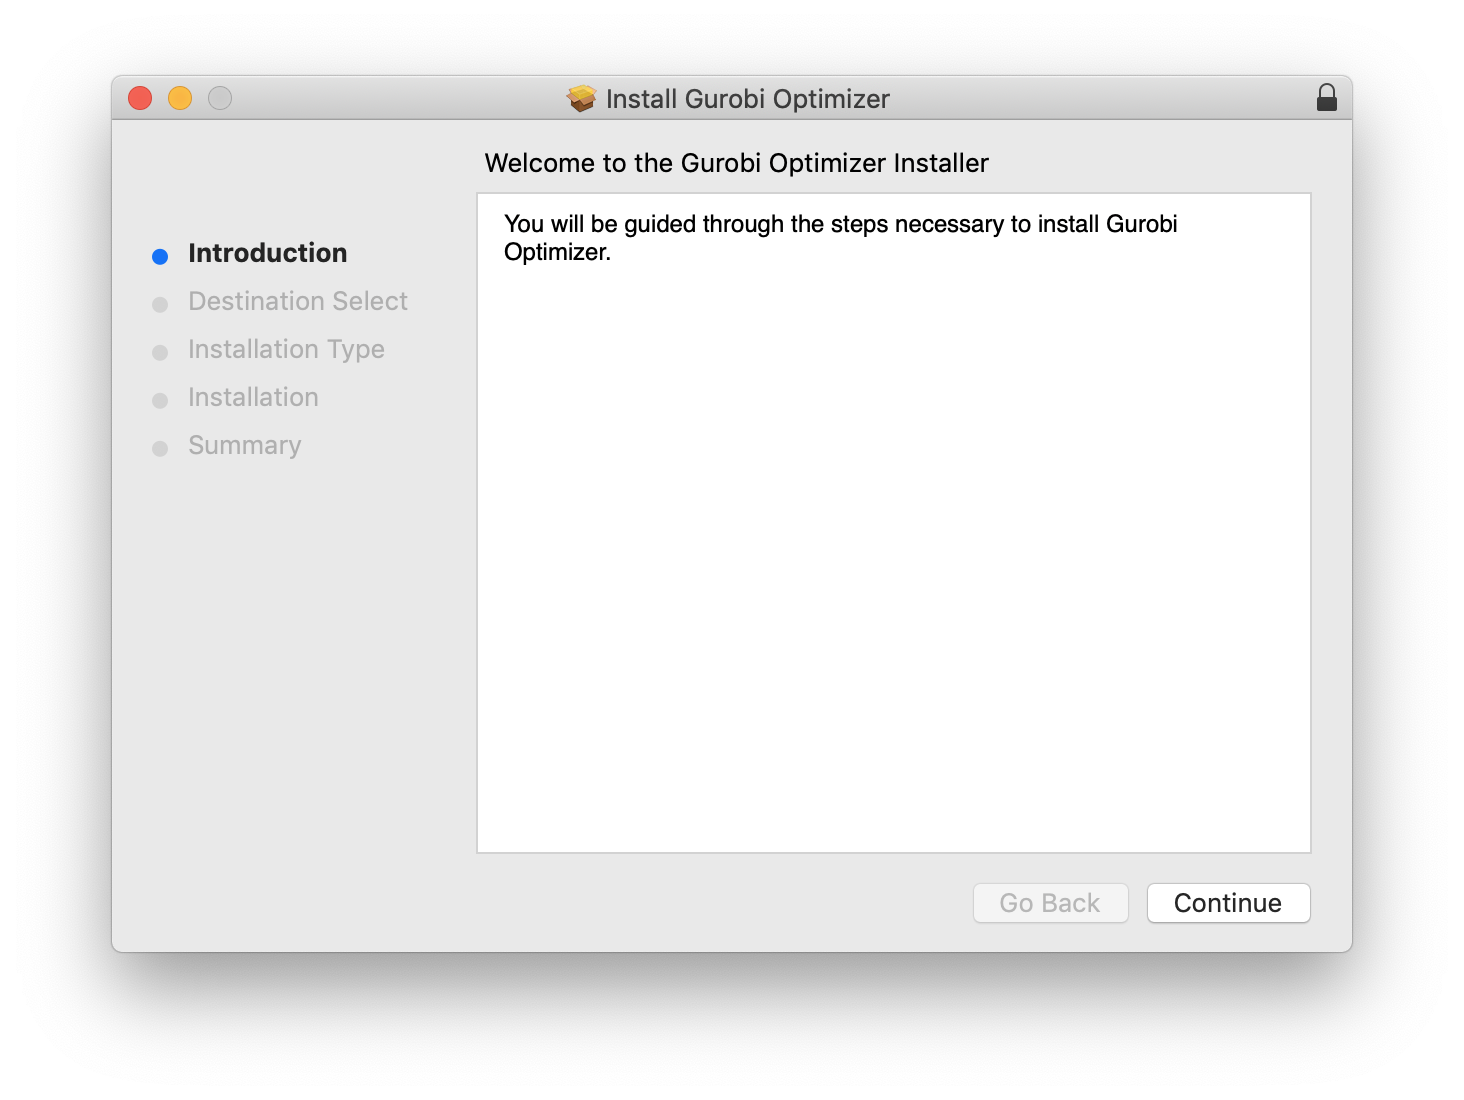 Install Gurobi Optimizer
Welcome to the Gurobi Optimizer Installer
Introduction
Destination Select
Installation Type
Installation
Summary
You will be guided through the steps necessary to install Gurobi
Optimizer.
Go Back
Continue